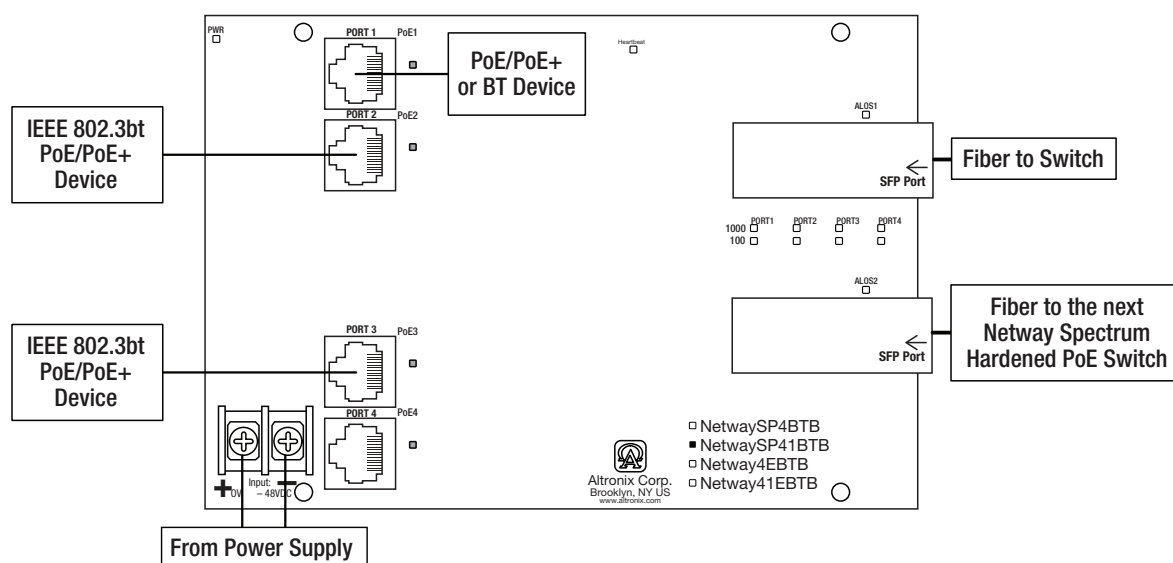 PWR
PORT 1
PoE1
Heartbeat
PoE/PoE+
or BT Device
ALOS1
PORT 2
PoE2
IEEE 802.3bt
PoE/PoE+
Device
Fiber to Switch
SFP Port
PORT1 PORT2 PORT3 PORT4
1000
100
ALOS2
Fiber to the next
Netway Spectrum
Hardened PoE Switch
SFP Port
PORT 3
PoE3
IEEE 802.3bt
PoE/PoE+
Device
PORT 4
PoE4
NetwaySP4BTB
NetwaySP41BTB
Netway4EBTB
Netway41EBTB
Altronix Corp.
Brooklyn, NY US
www.altronix.com
Input:
+ 0V – 48VDC –
From Power Supply